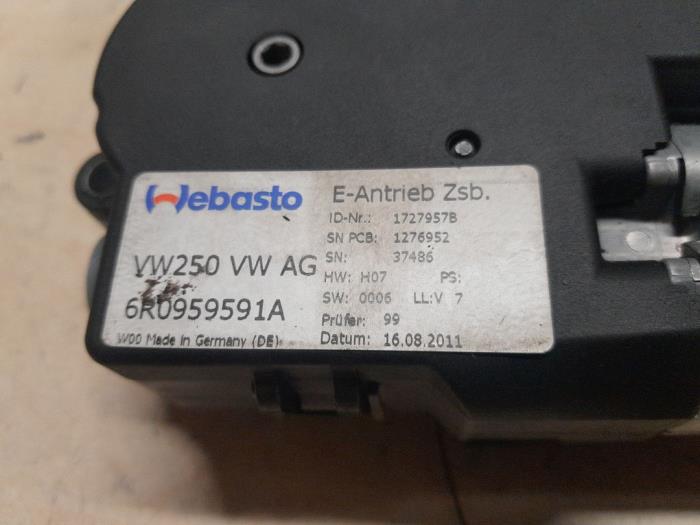 Webasto
E-Antrieb Zsb.
ID-Nr.: 1727957B
SN PCB: 1276952
SN: 37486
HW: H07 PS:
SW: 0006 LL:V 7
Prüfer: 99
Datum: 16.08.2011
VW250 VW AG
6R0959591A
W00 Made in Germany (DE)